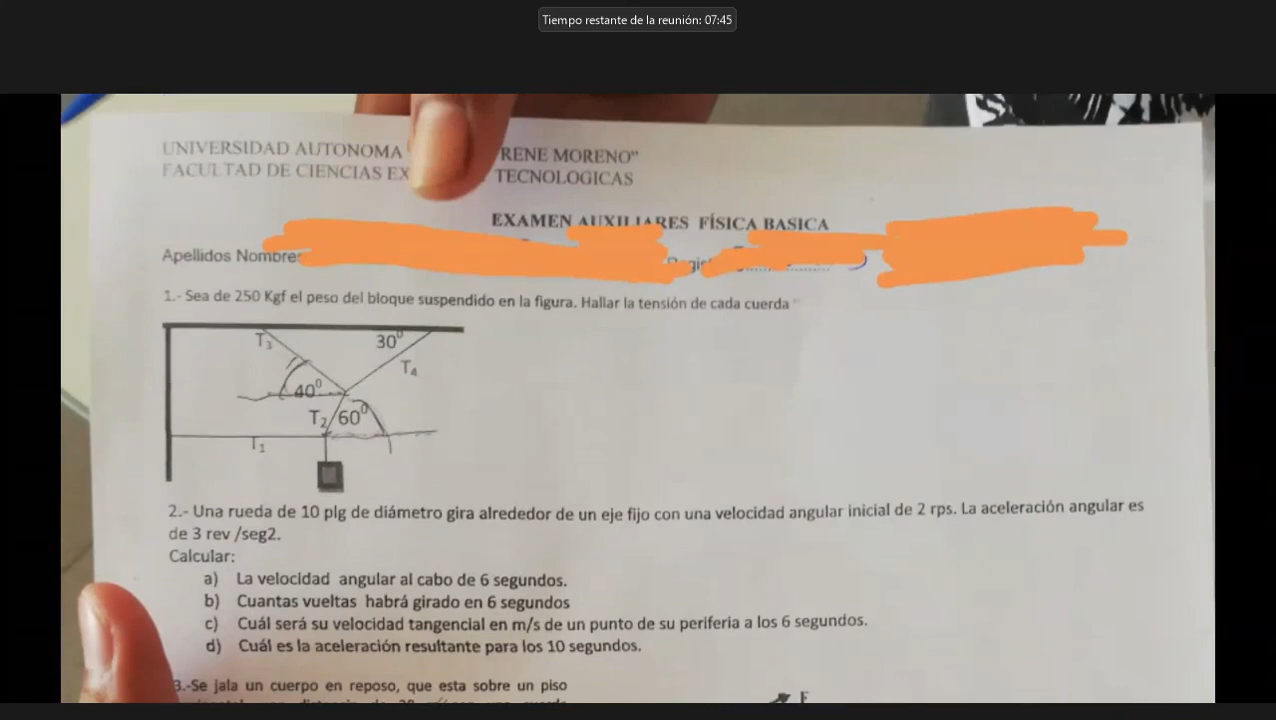 Tiempo restante de la reunión: 07:45
UNIVERSIDAD AUTONOMA RENE MORENO"
FACULTAD DE CIENCIAS EX TECNOLOGICAS
EXAMEN AUXILIARES FÍSICA BASICA
Apellidos Nombre
1.- Sea de 250 Kgf el peso del bloque suspendido en la figura. Hallar la tensión de cada cuerda
T3 30⁰
T4
40⁰
T2 60⁰
T1
2.- Una rueda de 10 plg de diámetro gira alrededor de un eje fijo con una velocidad angular inicial de 2 rps. La aceleración angular es
de 3 rev /seg2.
Calcular:
a) La velocidad angular al cabo de 6 segundos.
b) Cuantas vueltas habrá girado en 6 segundos
c) Cuál será su velocidad tangencial en m/s de un punto de su periferia a los 6 segundos.
d) Cuál es la aceleración resultante para los 10 segundos.
3.-Se jala un cuerpo en reposo, que esta sobre un piso
F